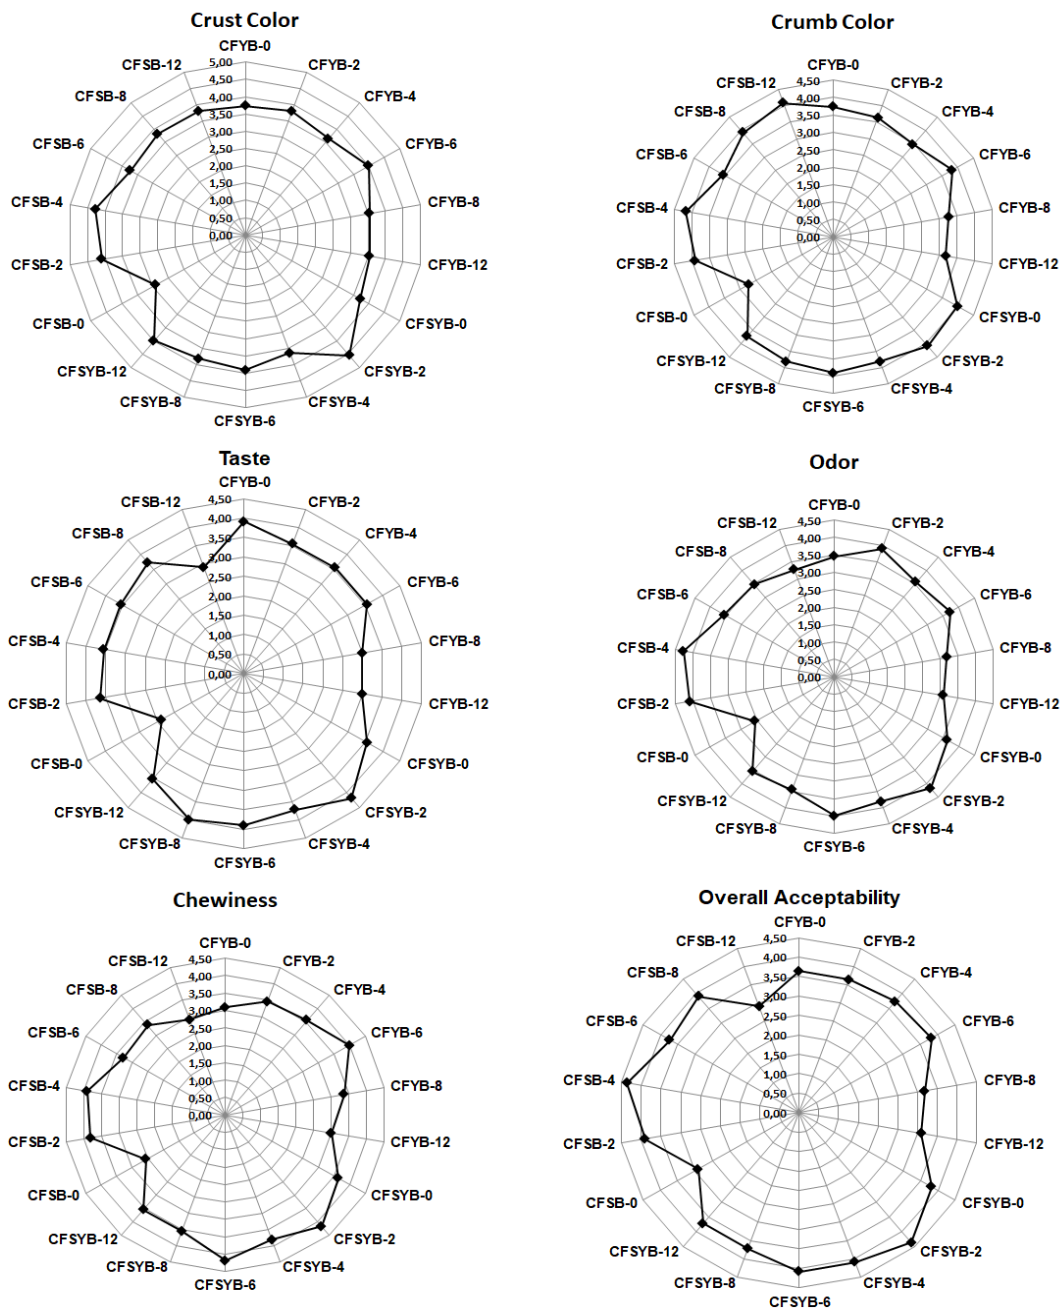 Crust Color
CFYB-0
CFYB-2
CFYB-4
CFYB-6
CFYB-8
CFYB-12
CFSYB-0
CFSYB-2
CFSYB-4
CFSYB-6
CFSYB-8
CFSYB-12
CFSB-0
CFSB-2
CFSB-4
CFSB-6
CFSB-8
CFSB-12
5,00
4,50
4,00
3,50
3,00
2,50
2,00
1,50
1,00
0,50
0,00
Crumb Color
CFYB-0
CFYB-2
CFYB-4
CFYB-6
CFYB-8
CFYB-12
CFSYB-0
CFSYB-2
CFSYB-4
CFSYB-6
CFSYB-8
CFSYB-12
CFSB-0
CFSB-2
CFSB-4
CFSB-6
CFSB-8
CFSB-12
4,50
4,00
3,50
3,00
2,50
2,00
1,50
1,00
0,50
0,00
Taste
CFYB-0
CFYB-2
CFYB-4
CFYB-6
CFYB-8
CFYB-12
CFSYB-0
CFSYB-2
CFSYB-4
CFSYB-6
CFSYB-8
CFSYB-12
CFSB-0
CFSB-2
CFSB-4
CFSB-6
CFSB-8
CFSB-12
4,50
4,00
3,50
3,00
2,50
2,00
1,50
1,00
0,50
0,00
Odor
CFYB-0
CFYB-2
CFYB-4
CFYB-6
CFYB-8
CFYB-12
CFSYB-0
CFSYB-2
CFSYB-4
CFSYB-6
CFSYB-8
CFSYB-12
CFSB-0
CFSB-2
CFSB-4
CFSB-6
CFSB-8
CFSB-12
4,50
4,00
3,50
3,00
2,50
2,00
1,50
1,00
0,50
0,00
Chewiness
CFYB-0
CFYB-2
CFYB-4
CFYB-6
CFYB-8
CFYB-12
CFSYB-0
CFSYB-2
CFSYB-4
CFSYB-6
CFSYB-8
CFSYB-12
CFSB-0
CFSB-2
CFSB-4
CFSB-6
CFSB-8
CFSB-12
4,50
4,00
3,50
3,00
2,50
2,00
1,50
1,00
0,50
0,00
Overall Acceptability
CFYB-0
CFYB-2
CFYB-4
CFYB-6
CFYB-8
CFYB-12
CFSYB-0
CFSYB-2
CFSYB-4
CFSYB-6
CFSYB-8
CFSYB-12
CFSB-0
CFSB-2
CFSB-4
CFSB-6
CFSB-8
CFSB-12
4,50
4,00
3,50
3,00
2,50
2,00
1,50
1,00
0,50
0,00